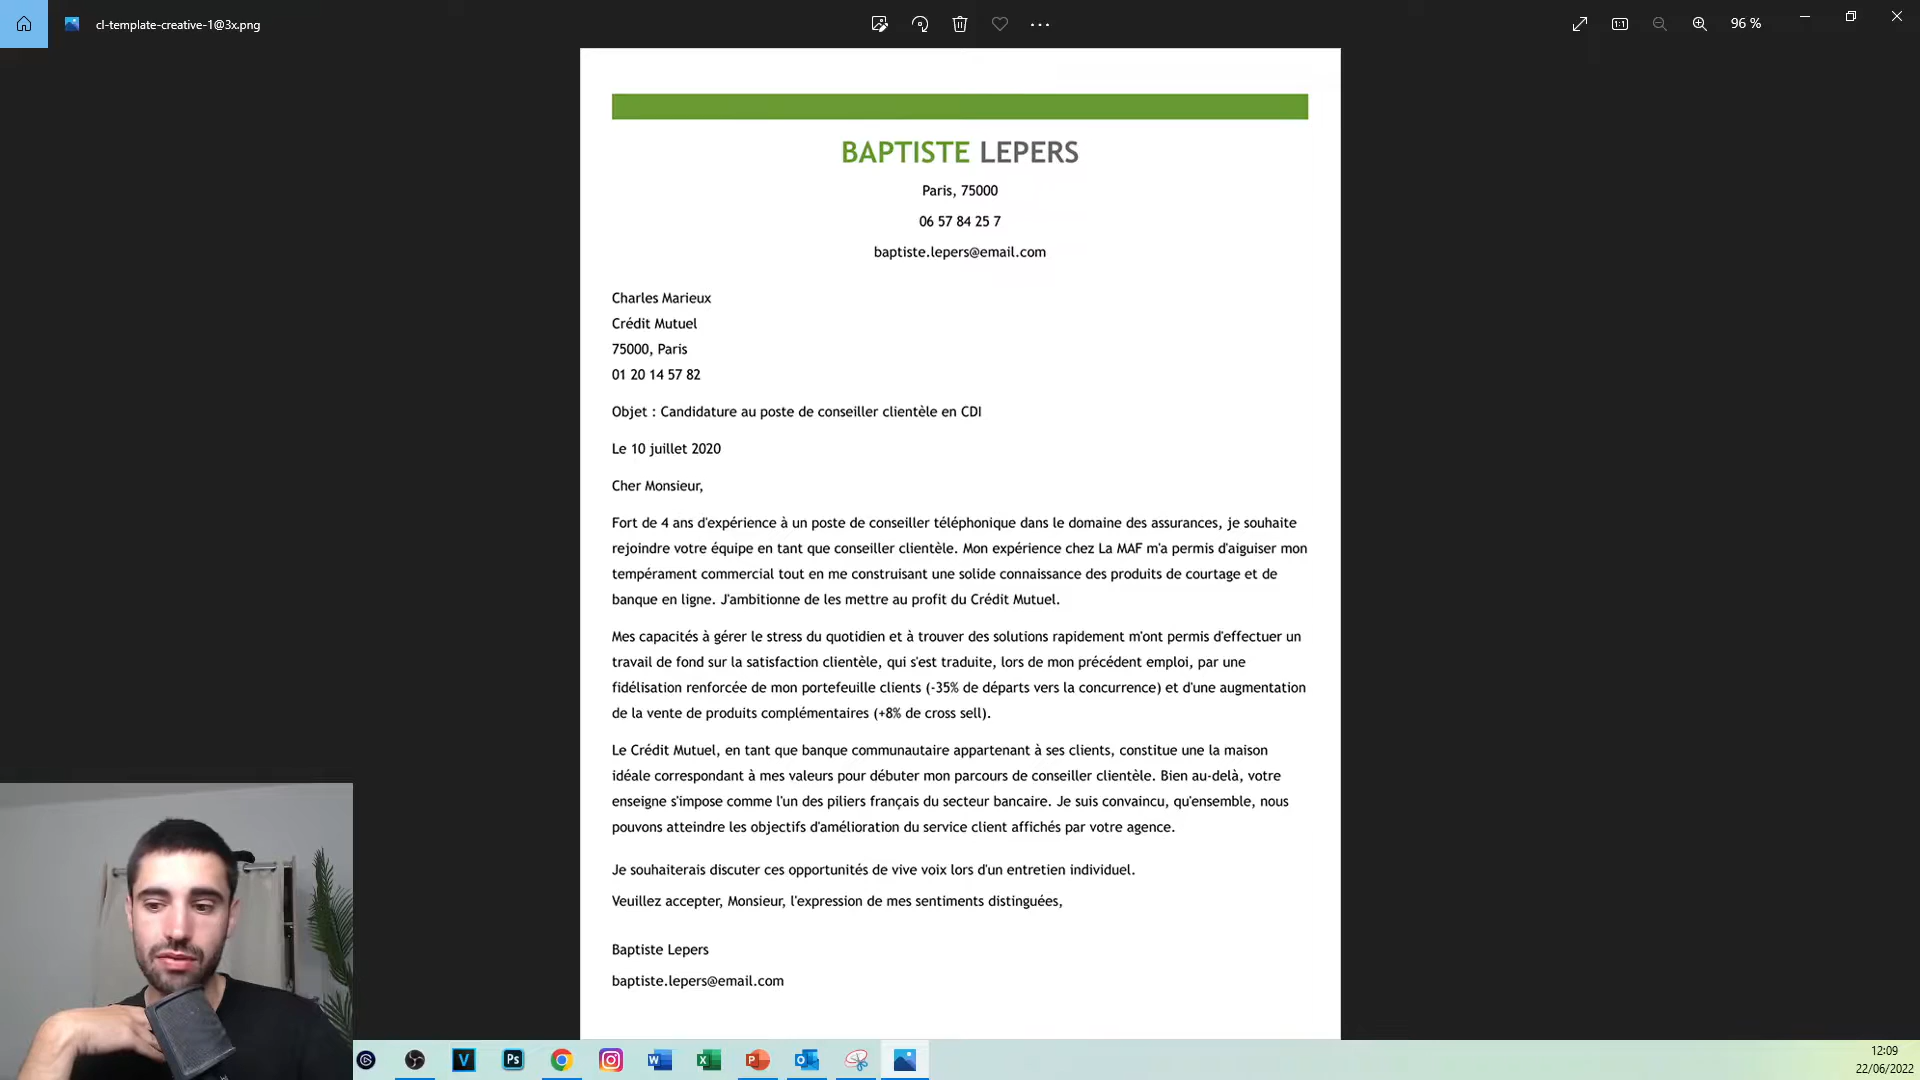 cl-template-creative-1@3x.png
96 %
BAPTISTE LEPERS
Paris, 75000
06 57 84 25 7
baptiste.lepers@email.com
Charles Marieux
Crédit Mutuel
75000, Paris
01 20 14 57 82
Objet : Candidature au poste de conseiller clientèle en CDI
Le 10 juillet 2020
Cher Monsieur,
Fort de 4 ans d'expérience à un poste de conseiller téléphonique dans le domaine des assurances, je souhaite
rejoindre votre équipe en tant que conseiller clientèle. Mon expérience chez La MAF m'a permis d'aiguiser mon
tempérament commercial tout en me construisant une solide connaissance des produits de courtage et de
banque en ligne. J'ambitionne de les mettre au profit du Crédit Mutuel.
Mes capacités à gérer le stress du quotidien et à trouver des solutions rapidement m'ont permis d'effectuer un
travail de fond sur la satisfaction clientèle, qui s'est traduite, lors de mon précédent emploi, par une
fidélisation renforcée de mon portefeuille clients (-35% de départs vers la concurrence) et d'une augmentation
de la vente de produits complémentaires (+8% de cross sell).
Le Crédit Mutuel, en tant que banque communautaire appartenant à ses clients, constitue une la maison
idéale correspondant à mes valeurs pour débuter mon parcours de conseiller clientèle. Bien au-delà, votre
enseigne s'impose comme l'un des piliers français du secteur bancaire. Je suis convaincu, qu'ensemble, nous
pouvons atteindre les objectifs d'amélioration du service client affichés par votre agence.
Je souhaiterais discuter ces opportunités de vive voix lors d'un entretien individuel.
Veuillez accepter, Monsieur, l'expression de mes sentiments distinguées,
Baptiste Lepers
baptiste.lepers@email.com
12:09
22/06/2022